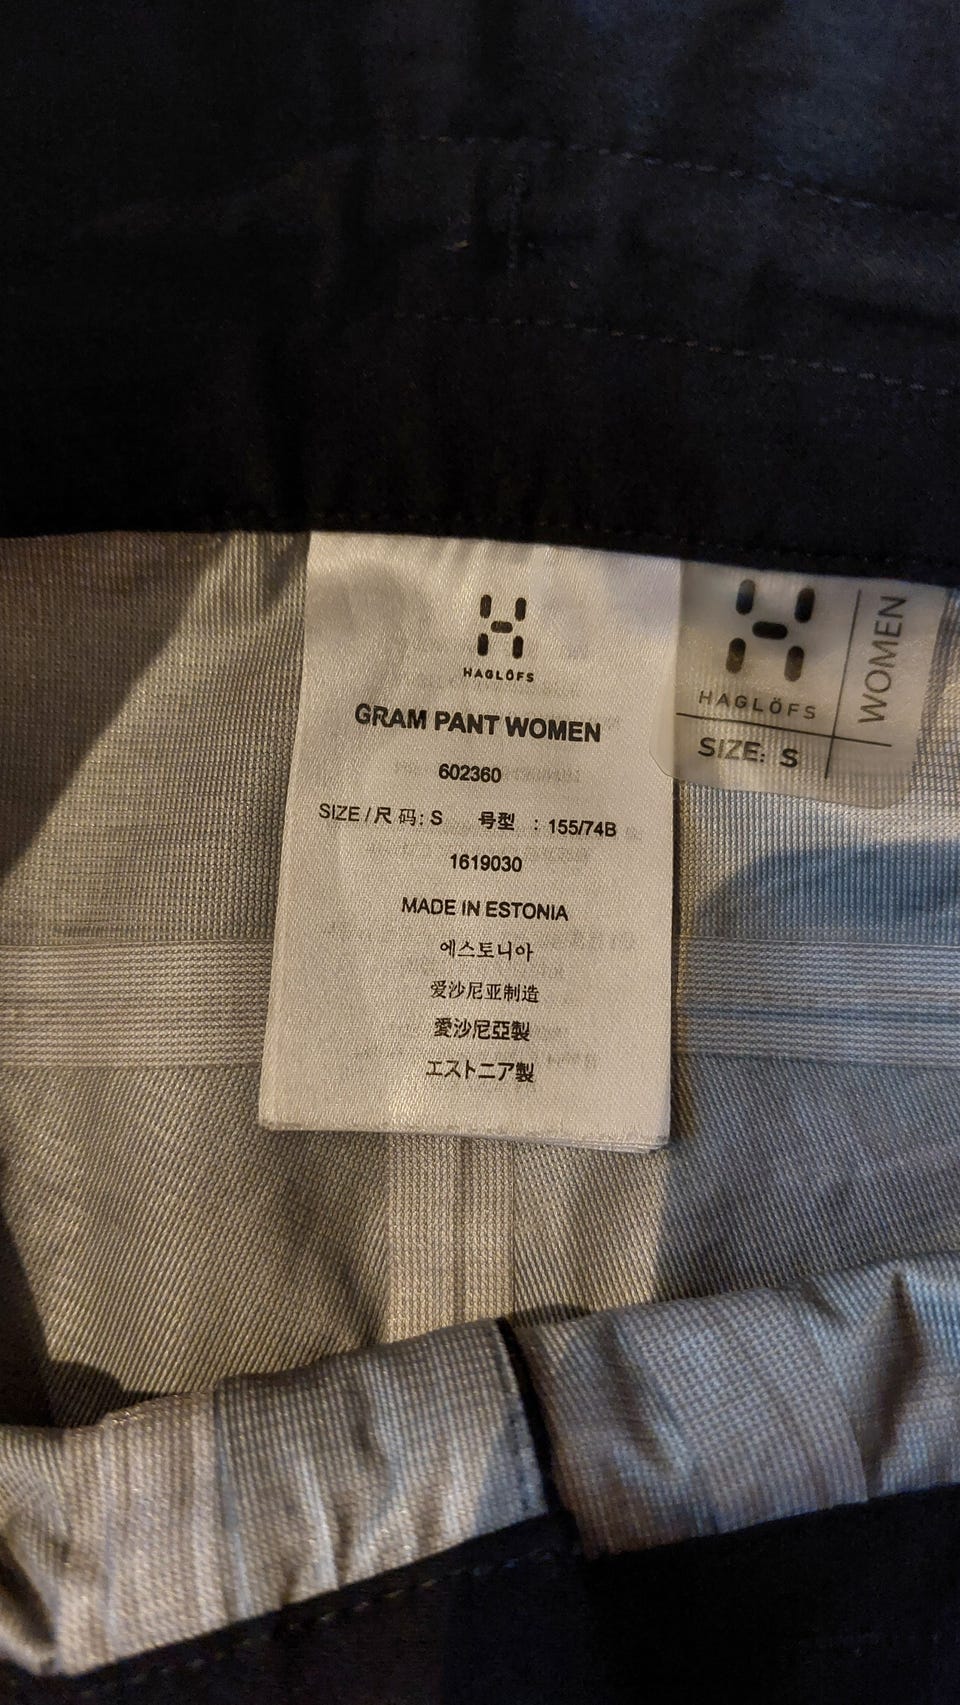 HAGLÖFS
GRAM PANT WOMEN
602360
SIZE / 尺码: S 号型 : 155/74B
1619030
MADE IN ESTONIA
에스토니아
爱沙尼亚制造
愛沙尼亞製
エストニア製
HAGLÖFS
SIZE: S
WOMEN